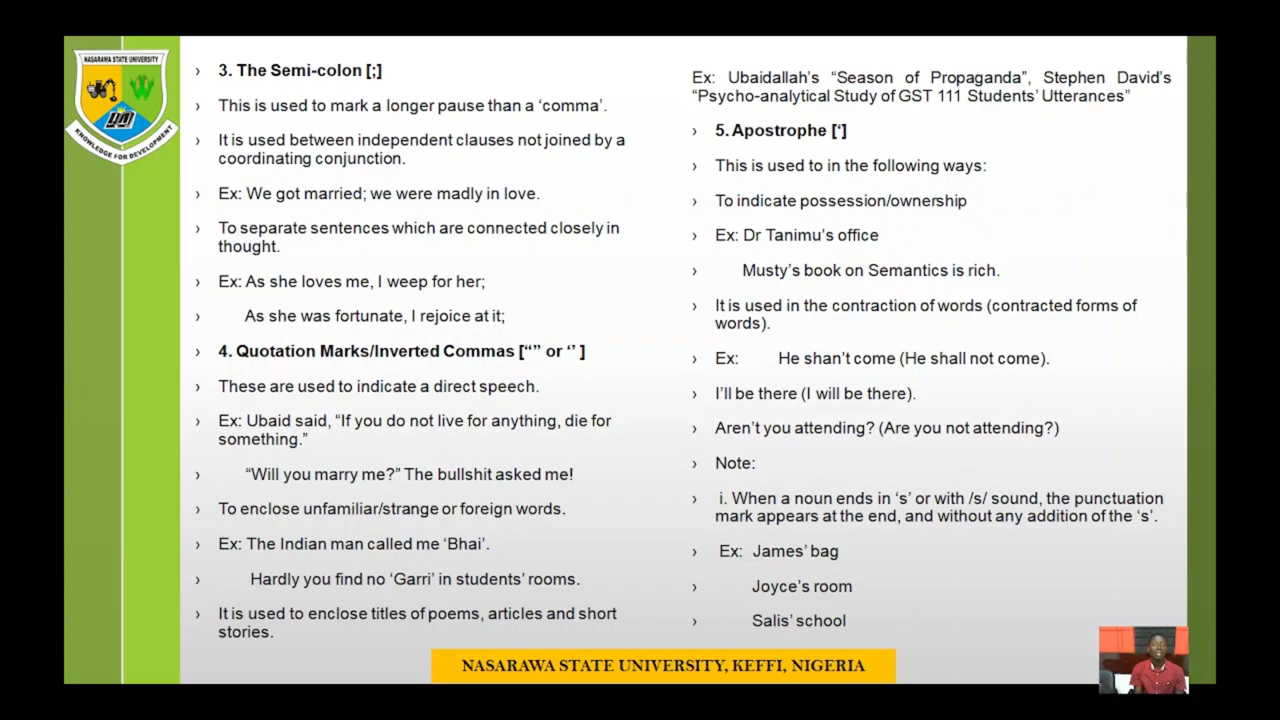 NASARAWA STATE UNIVERSITY
KNOWLEDGE FOR DEVELOPMENT
› 3. The Semi-colon [;]
› This is used to mark a longer pause than a ‘comma’.
› It is used between independent clauses not joined by a
coordinating conjunction.
› Ex: We got married; we were madly in love.
› To separate sentences which are connected closely in
thought.
› Ex: As she loves me, I weep for her;
› As she was fortunate, I rejoice at it;
› 4. Quotation Marks/Inverted Commas [“” or ‘’ ]
› These are used to indicate a direct speech.
› Ex: Ubaid said, “If you do not live for anything, die for
something.”
› “Will you marry me?” The bullshit asked me!
› To enclose unfamiliar/strange or foreign words.
› Ex: The Indian man called me ‘Bhai’.
› Hardly you find no ‘Garri’ in students’ rooms.
› It is used to enclose titles of poems, articles and short
stories.
Ex: Ubaidallah’s “Season of Propaganda”, Stephen David’s
“Psycho-analytical Study of GST 111 Students’ Utterances”
› 5. Apostrophe [‘]
› This is used to in the following ways:
› To indicate possession/ownership
› Ex: Dr Tanimu’s office
› Musty’s book on Semantics is rich.
› It is used in the contraction of words (contracted forms of
words).
› Ex: He shan’t come (He shall not come).
› I’ll be there (I will be there).
› Aren’t you attending? (Are you not attending?)
› Note:
› i. When a noun ends in ‘s’ or with /s/ sound, the punctuation
mark appears at the end, and without any addition of the ‘s’.
› Ex: James’ bag
› Joyce’s room
› Salis’ school
NASARAWA STATE UNIVERSITY, KEFFI, NIGERIA